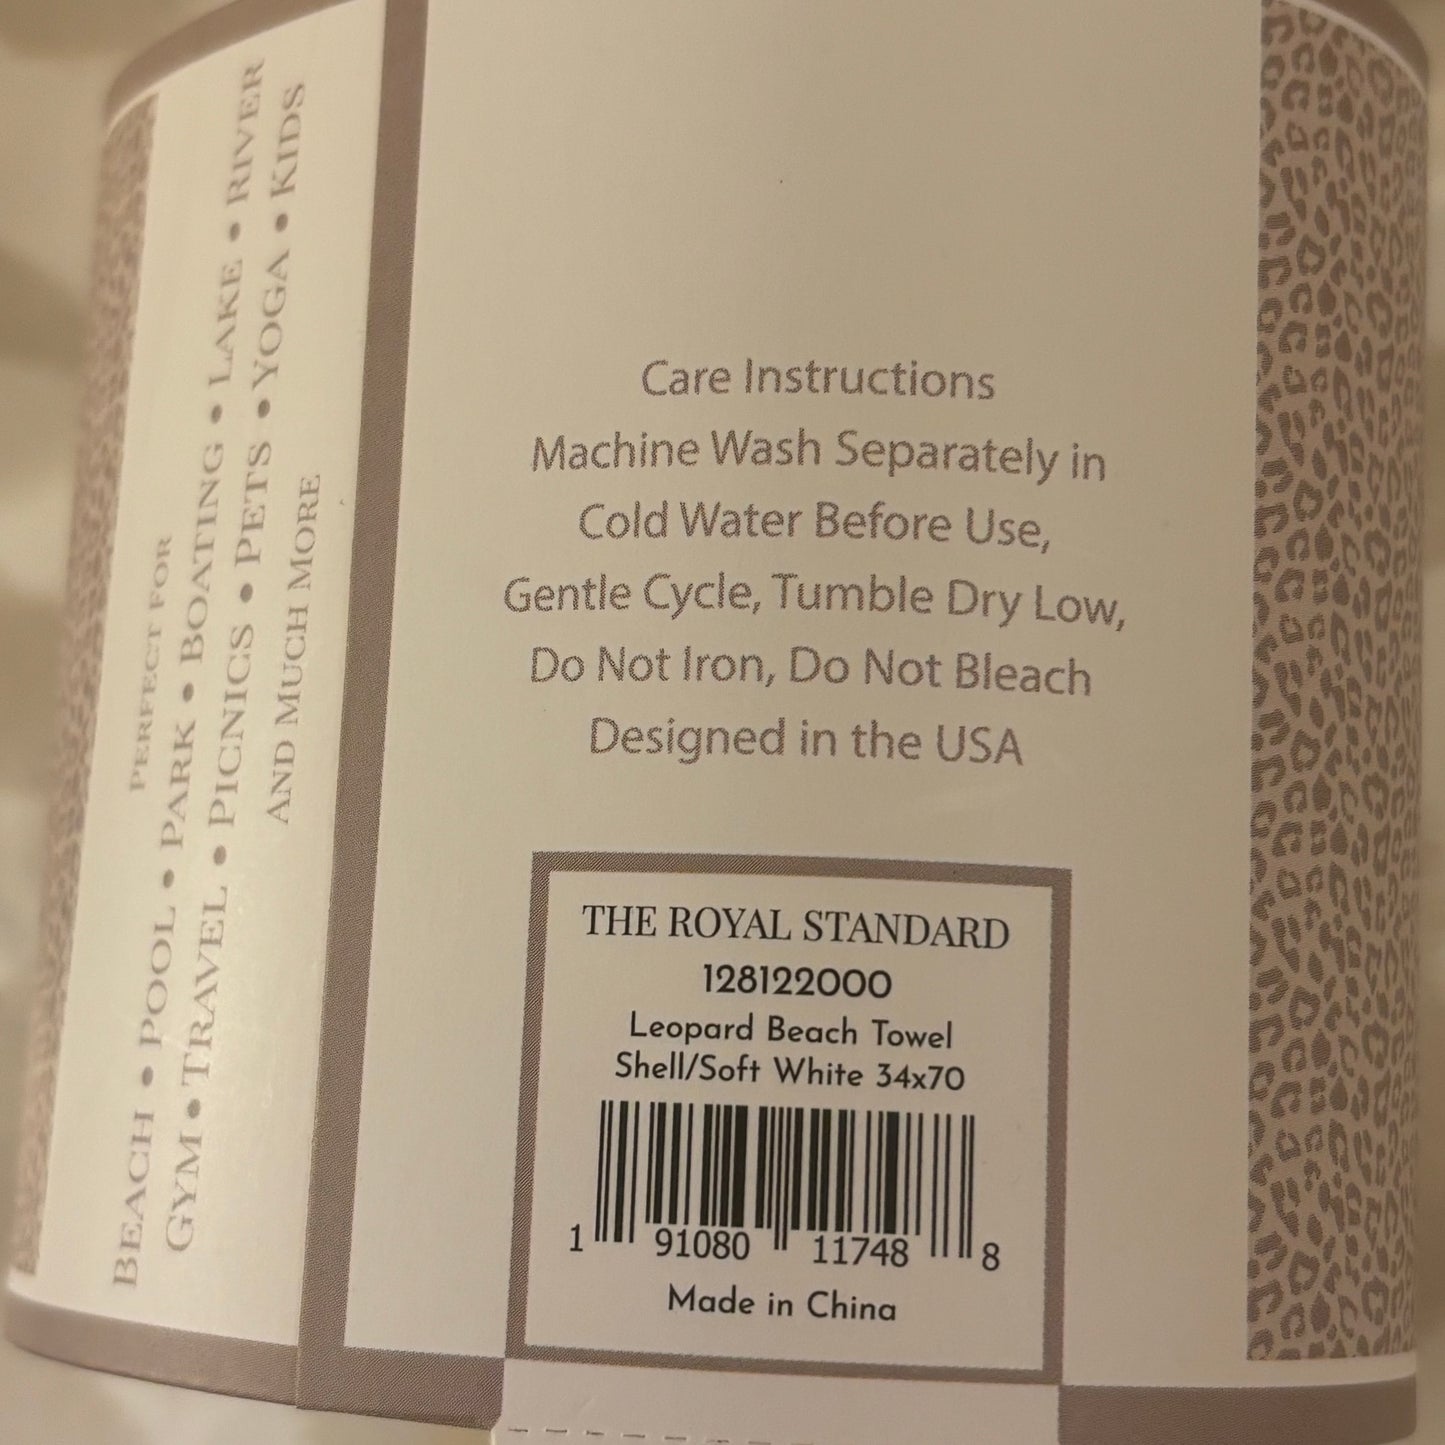 PERFECT FOR
BEACH • POOL • PARK • BOATING • LAKE • RIVER
GYM • TRAVEL • PICNICS • PETS • YOGA • KIDS
AND MUCH MORE
Care Instructions
Machine Wash Separately in
Cold Water Before Use,
Gentle Cycle, Tumble Dry Low,
Do Not Iron, Do Not Bleach
Designed in the USA
THE ROYAL STANDARD
128122000
Leopard Beach Towel
Shell/Soft White 34x70
1 91080 11748 8
Made in China